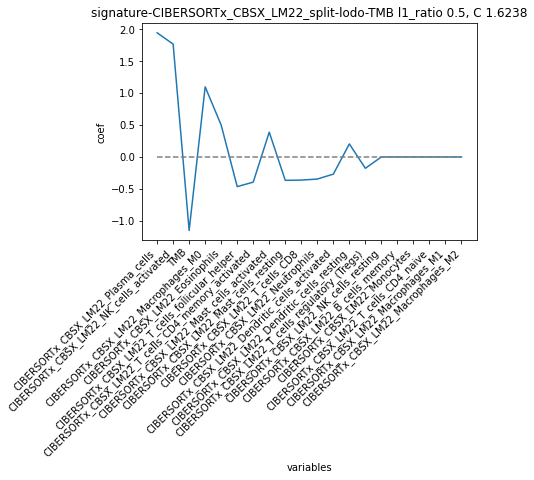 signature-CIBERSORTx_CBSX_LM22_split-lodo-TMB l1_ratio 0.5, C 1.6238
2.0
1.5
1.0
0.5
0.0
−0.5
−1.0
coef
CIBERSORTx_CBSX_LM22_Plasma_cells
CIBERSORTx_CBSX_LM22_NK_cells_activated
TMB
CIBERSORTx_CBSX_LM22_Macrophages_M0
CIBERSORTx_CBSX_LM22_Eosinophils
CIBERSORTx_CBSX_LM22_T_cells_follicular_helper
CIBERSORTx_CBSX_LM22_T_cells_CD4_memory_activated
CIBERSORTx_CBSX_LM22_Mast_cells_activated
CIBERSORTx_CBSX_LM22_Mast_cells_resting
CIBERSORTx_CBSX_LM22_T_cells_CD8
CIBERSORTx_CBSX_LM22_Neutrophils
CIBERSORTx_CBSX_LM22_Dendritic_cells_activated
CIBERSORTx_CBSX_LM22_Dendritic_cells_resting
CIBERSORTx_CBSX_LM22_T_cells_regulatory_(Tregs)
CIBERSORTx_CBSX_LM22_NK_cells_resting
CIBERSORTx_CBSX_LM22_B_cells_memory
CIBERSORTx_CBSX_LM22_Monocytes
CIBERSORTx_CBSX_LM22_T_cells_CD4_naive
CIBERSORTx_CBSX_LM22_Macrophages_M1
CIBERSORTx_CBSX_LM22_Macrophages_M2
variables